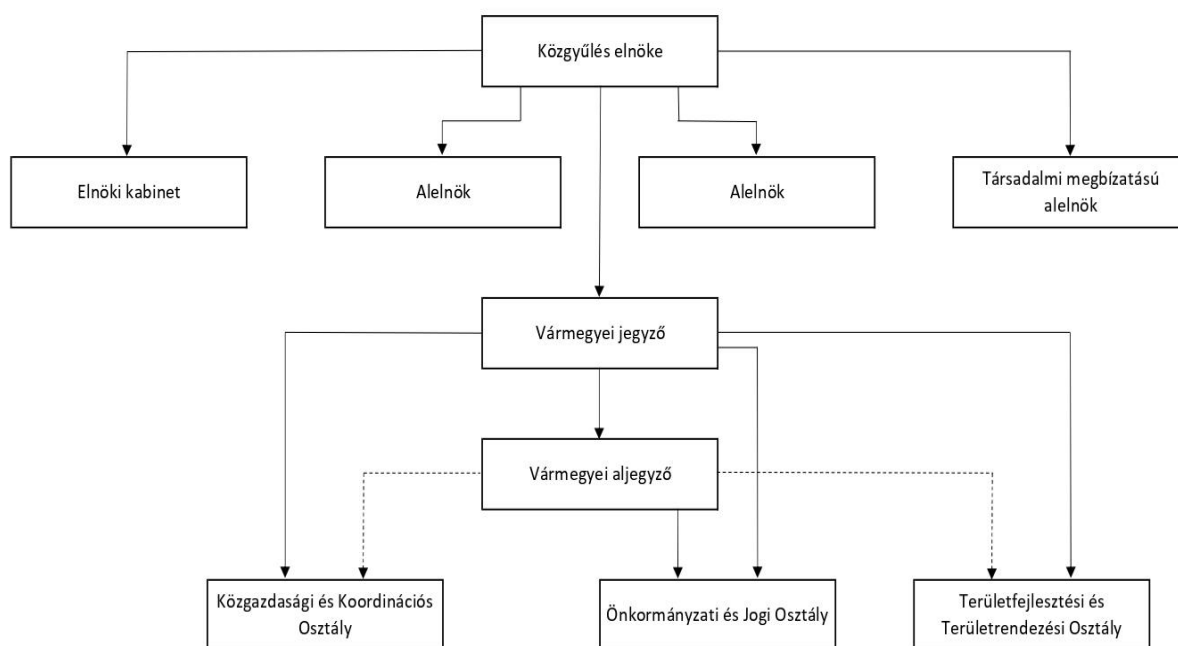 Közgyűlés elnöke
Elnöki kabinet
Alelnök
Alelnök
Társadalmi megbízatású
alelnök
Vármegyei jegyző
Vármegyei aljegyző
Közgazdasági és Koordinációs
Osztály
Önkormányzati és Jogi Osztály
Területfejlesztési és
Területrendezési Osztály